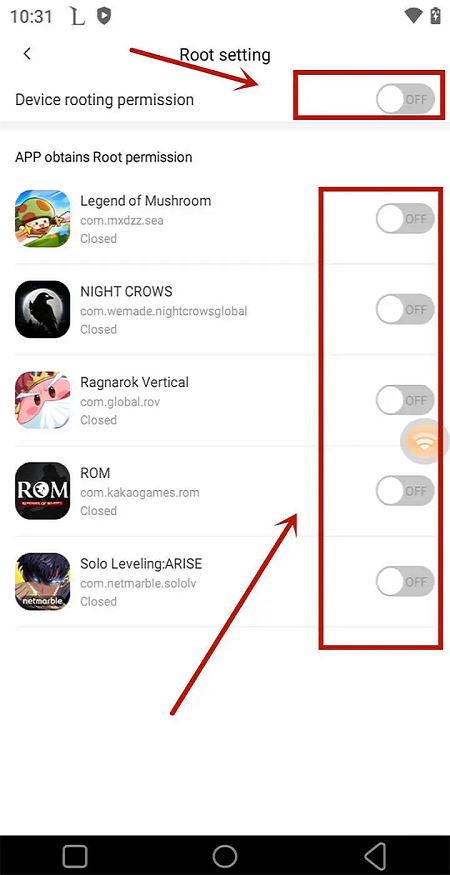 10:31 L
Root setting
Device rooting permission OFF
APP obtains Root permission
Legend of Mushroom
com.mxdzz.sea
Closed
OFF
NIGHT CROWS
com.wemade.nightcrowsglobal
Closed
OFF
Ragnarok Vertical
com.global.rov
Closed
OFF
ROM
ROM
com.kakaogames.rom
Closed
OFF
netmarble
Solo Leveling:ARISE
com.netmarble.sololv
Closed
OFF